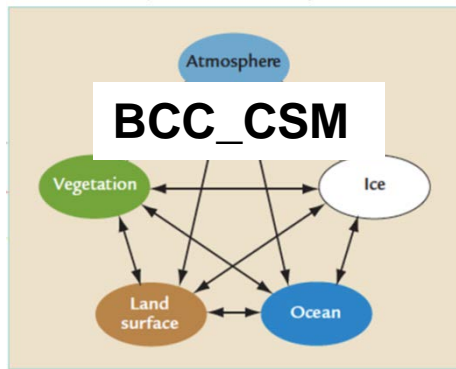 Atmosphere
BCC_CSM
Vegetation
Ice
Land
surface
Ocean